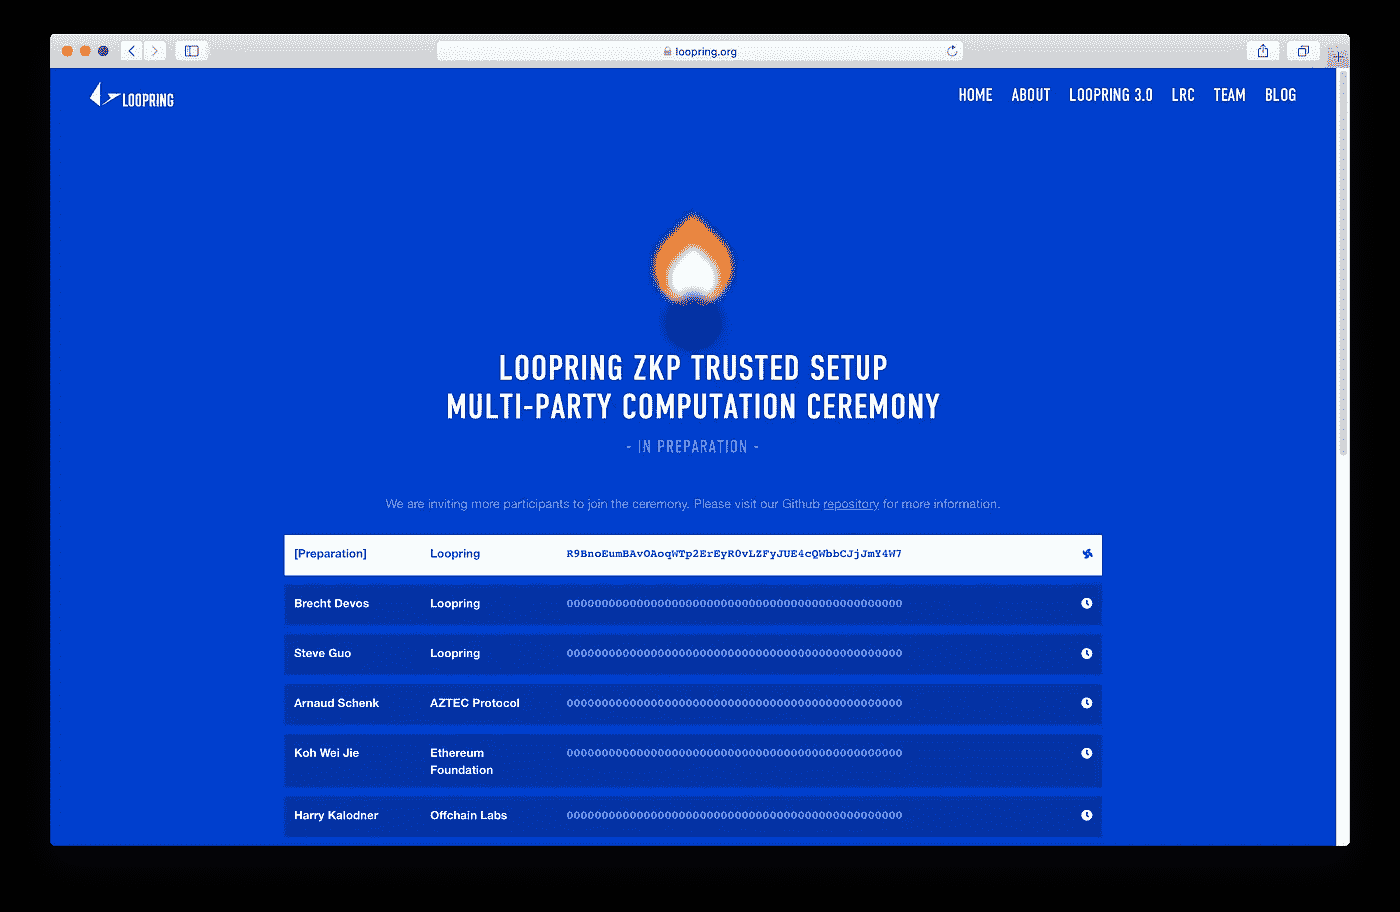 loopring.org
LOOPRING
HOME ABOUT LOOPRING 3.0 LRC TEAM BLOG
LOOPRING ZKP TRUSTED SETUP
MULTI-PARTY COMPUTATION CEREMONY
- IN PREPARATION -
We are inviting more participants to join the ceremony. Please visit our Github repository for more information.
[Preparation] Loopring R9BnoEumBAvOAoqWTp2ErEyR0vLZFyJUE4cQWbbCJjJmY4W7
Brecht Devos Loopring 000000000000000000000000000000000000000000000000
Steve Guo Loopring 000000000000000000000000000000000000000000000000
Arnaud Schenk AZTEC Protocol 000000000000000000000000000000000000000000000000
Koh Wei Jie Ethereum 000000000000000000000000000000000000000000000000
Foundation
Harry Kalodner Offchain Labs 000000000000000000000000000000000000000000000000